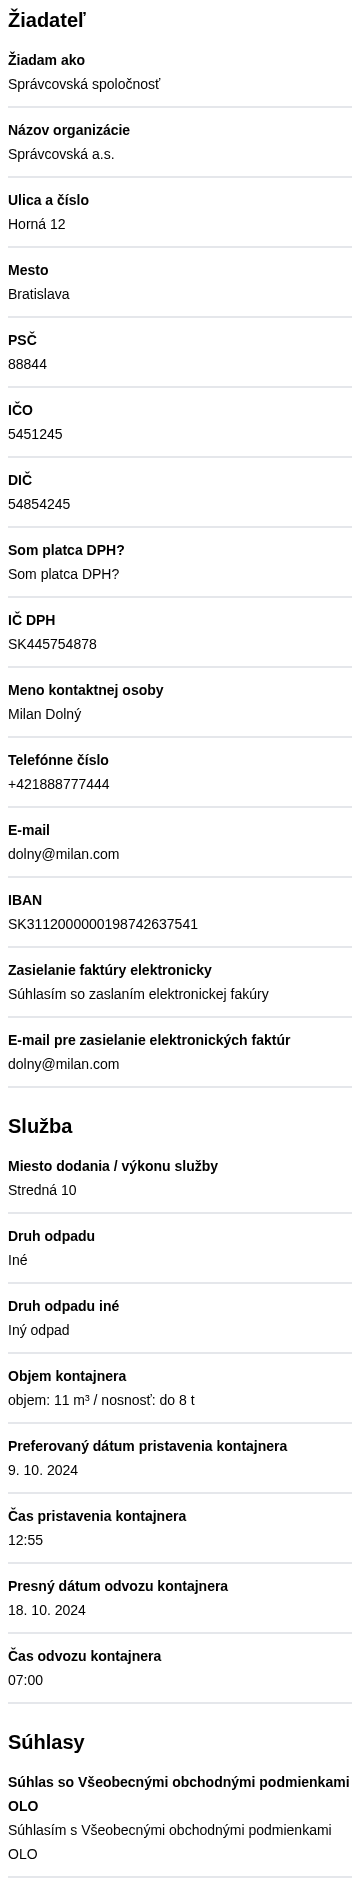 Žiadateľ
Žiadam ako
Správcovská spoločnosť
Názov organizácie
Správcovská a.s.
Ulica a číslo
Horná 12
Mesto
Bratislava
PSČ
88844
IČO
5451245
DIČ
54854245
Som platca DPH?
Som platca DPH?
IČ DPH
SK445754878
Meno kontaktnej osoby
Milan Dolný
Telefónne číslo
+421888777444
E-mail
dolny@milan.com
IBAN
SK3112000000198742637541
Zasielanie faktúry elektronicky
Súhlasím so zaslaním elektronickej fakúry
E-mail pre zasielanie elektronických faktúr
dolny@milan.com
Služba
Miesto dodania / výkonu služby
Stredná 10
Druh odpadu
Iné
Druh odpadu iné
Iný odpad
Objem kontajnera
objem: 11 m³ / nosnosť: do 8 t
Preferovaný dátum pristavenia kontajnera
9. 10. 2024
Čas pristavenia kontajnera
12:55
Presný dátum odvozu kontajnera
18. 10. 2024
Čas odvozu kontajnera
07:00
Súhlasy
Súhlas so Všeobecnými obchodnými podmienkami
OLO
Súhlasím s Všeobecnými obchodnými podmienkami
OLO